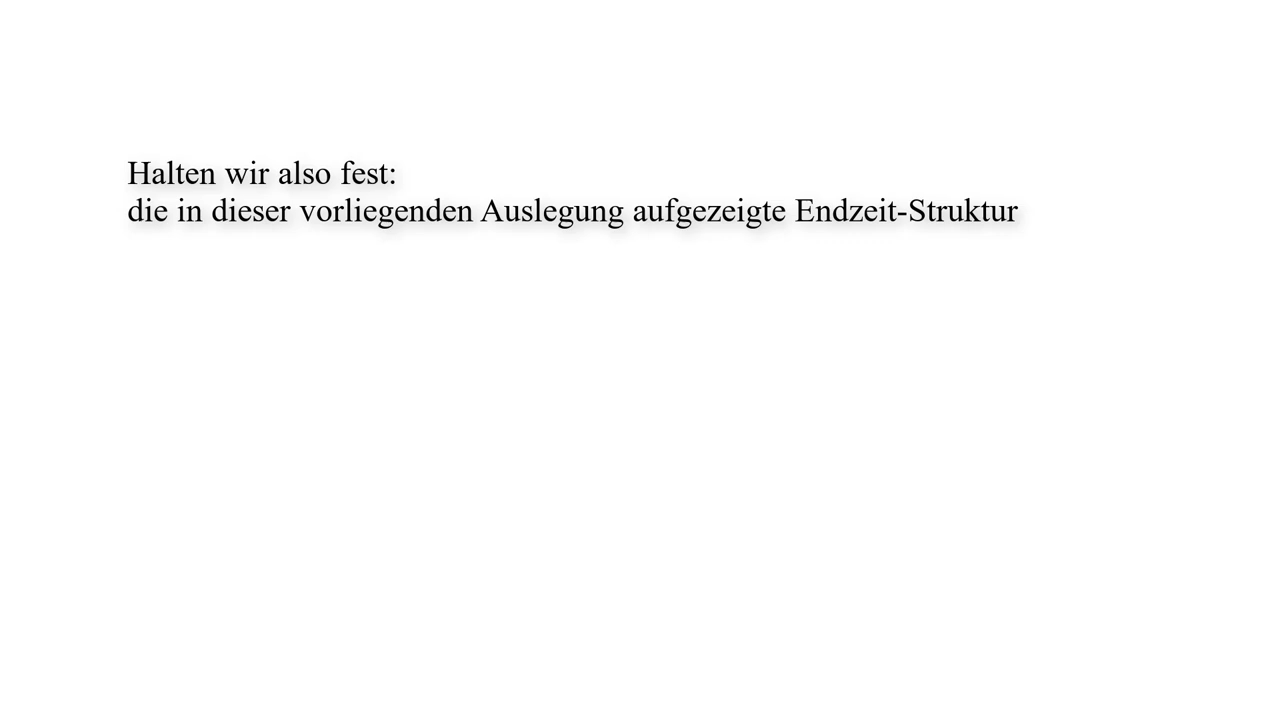 Halten wir also fest:
die in dieser vorliegenden Auslegung aufgezeigte Endzeit-Struktur